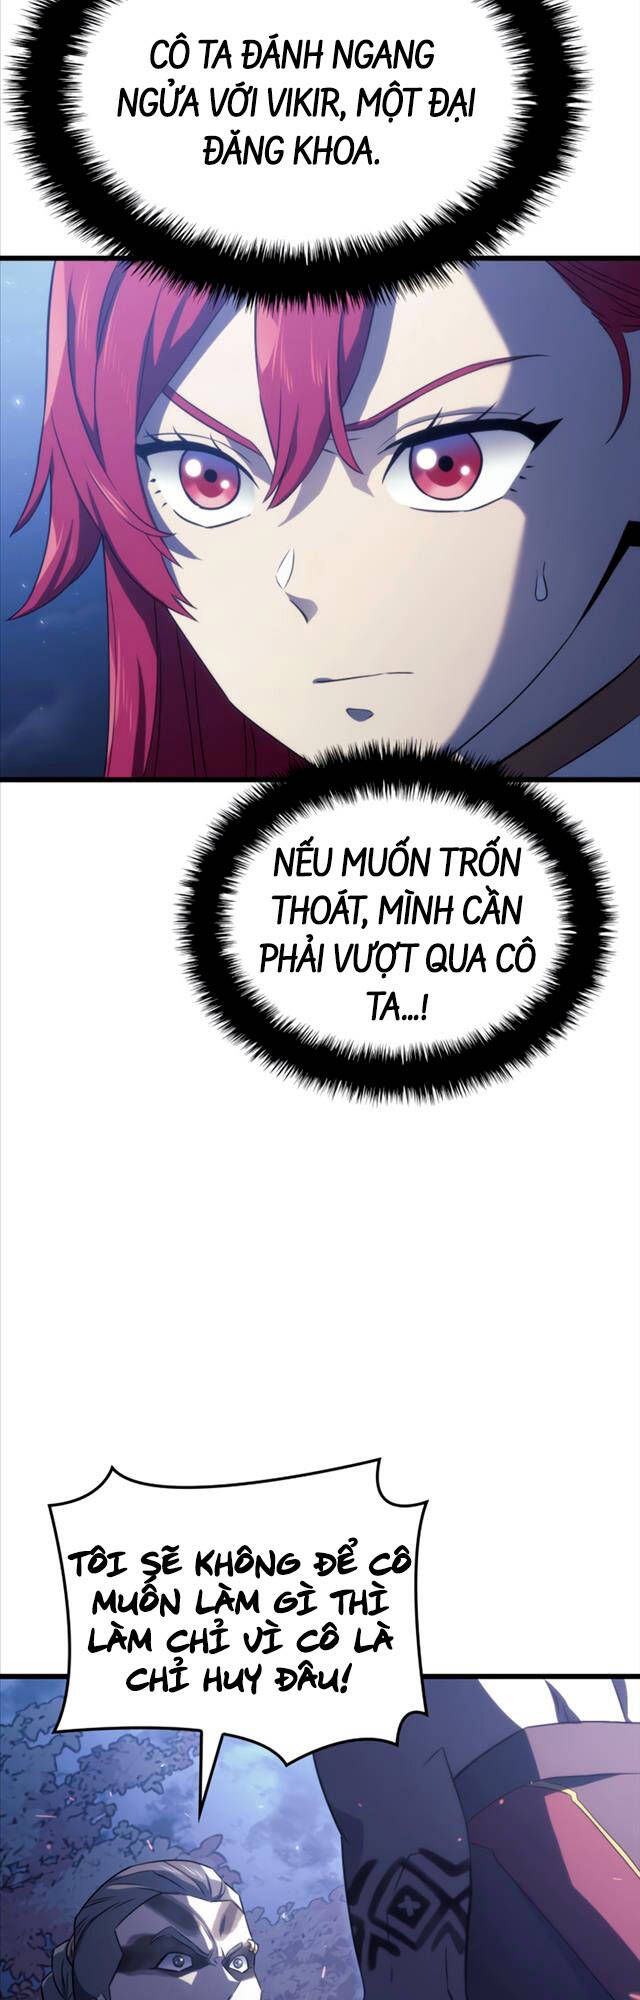 CÔ TA ĐÁNH NGANG
NGỬA VỚI VIKIR, MỘT ĐẠI
ĐĂNG KHOA.
NẾU MUỐN TRỐN
THOÁT, MÌNH CẦN
PHẢI VƯỢT QUA CÔ
TA...!
TÔI SẼ KHÔNG ĐỂ CÔ
MUỐN LÀM GÌ THÌ
LÀM CHỈ VÌ CÔ LÀ
CHỈ HUY ĐÂU!